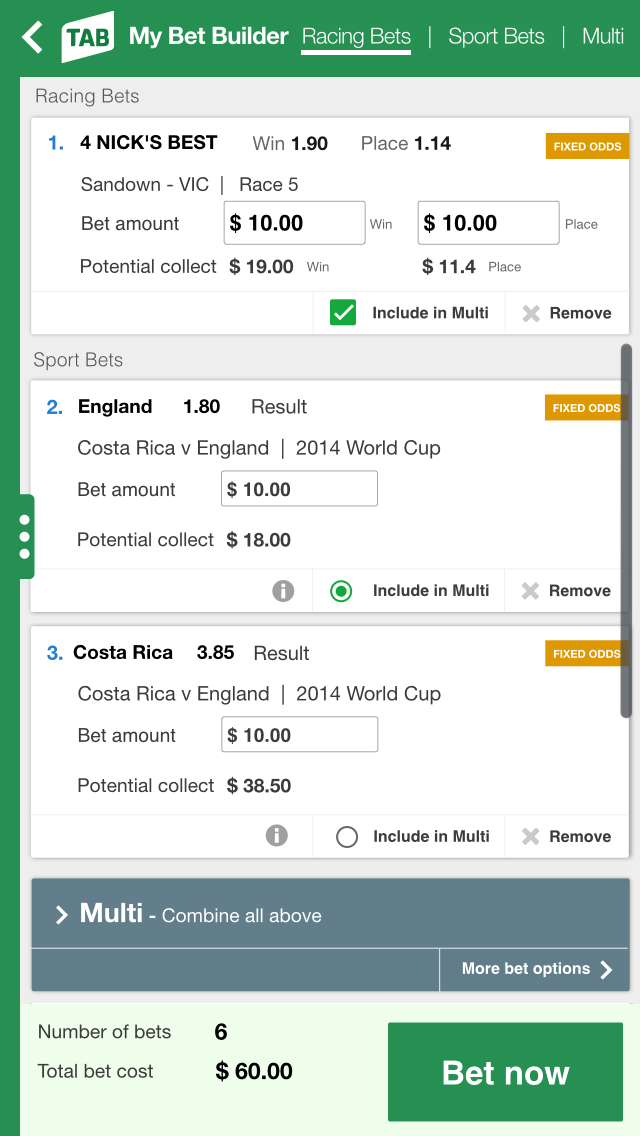 TAB My Bet Builder Racing Bets | Sport Bets | Multi
Racing Bets
1. 4 NICK'S BEST Win 1.90 Place 1.14 FIXED ODDS
Sandown - VIC | Race 5
Bet amount $ 10.00 Win $ 10.00 Place
Potential collect $ 19.00 Win $ 11.4 Place
Include in Multi Remove
Sport Bets
2. England 1.80 Result FIXED ODDS
Costa Rica v England | 2014 World Cup
Bet amount $ 10.00
Potential collect $ 18.00
Include in Multi Remove
3. Costa Rica 3.85 Result FIXED ODDS
Costa Rica v England | 2014 World Cup
Bet amount $ 10.00
Potential collect $ 38.50
Include in Multi Remove
Multi - Combine all above
More bet options
Number of bets 6
Total bet cost $ 60.00
Bet now